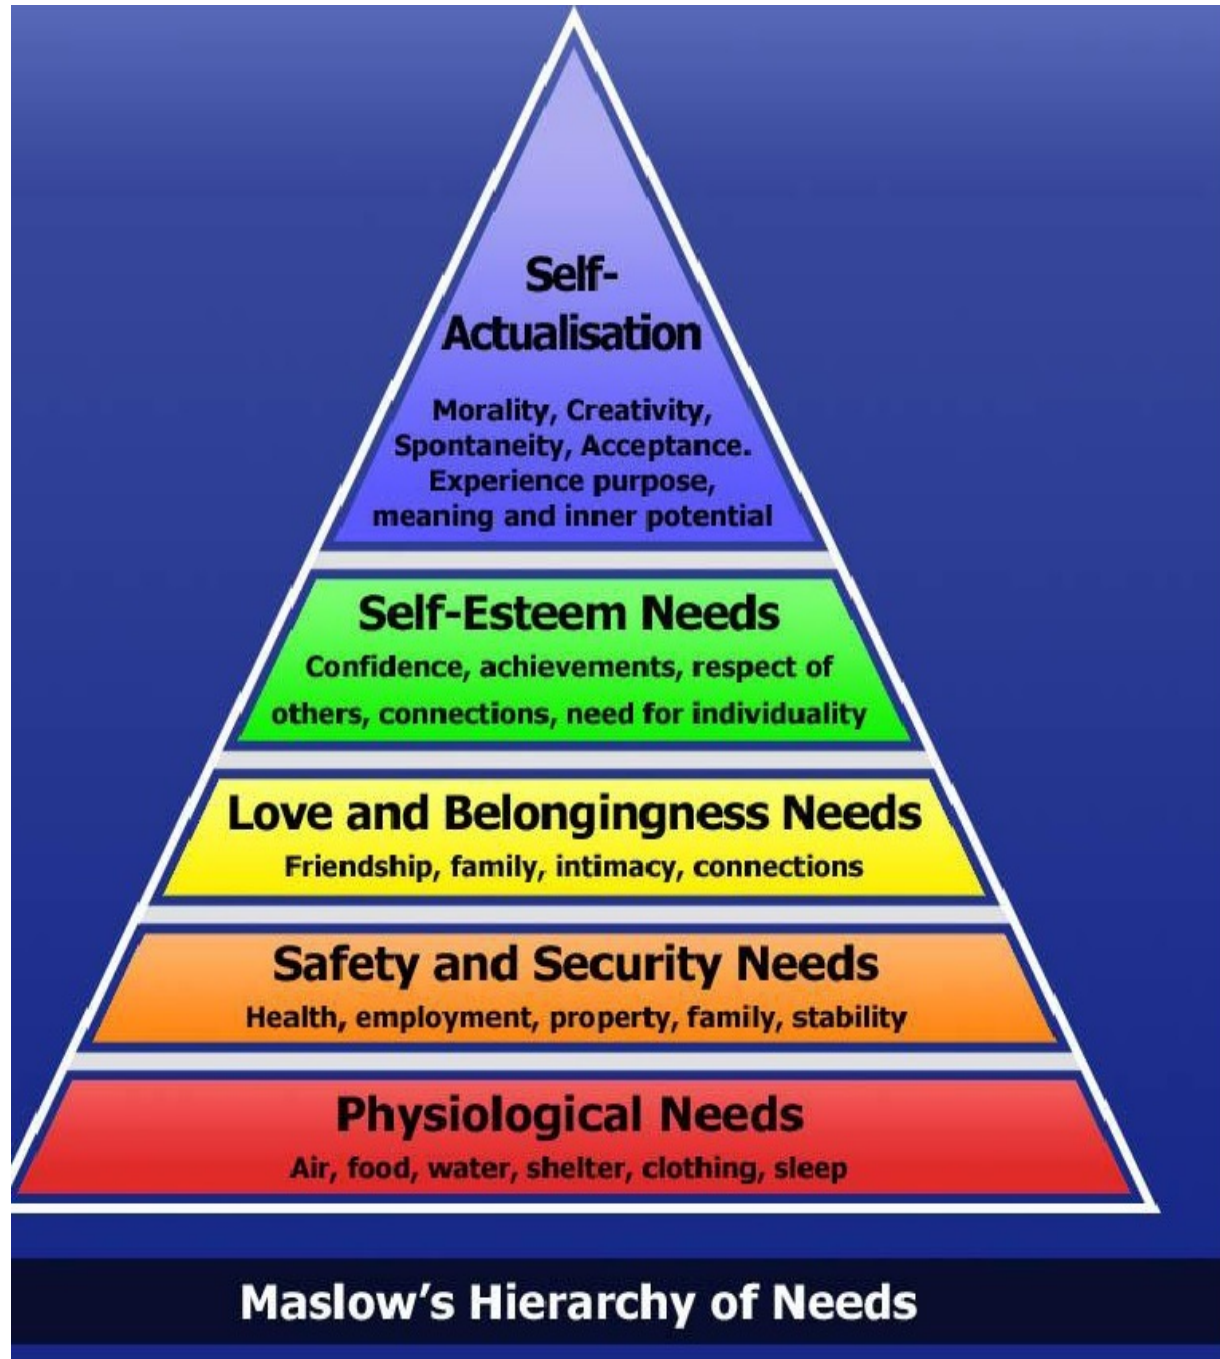 Self-
Actualisation
Morality, Creativity,
Spontaneity, Acceptance.
Experience purpose,
meaning and inner potential
Self-Esteem Needs
Confidence, achievements, respect of
others, connections, need for individuality
Love and Belongingness Needs
Friendship, family, intimacy, connections
Safety and Security Needs
Health, employment, property, family, stability
Physiological Needs
Air, food, water, shelter, clothing, sleep
Maslow’s Hierarchy of Needs